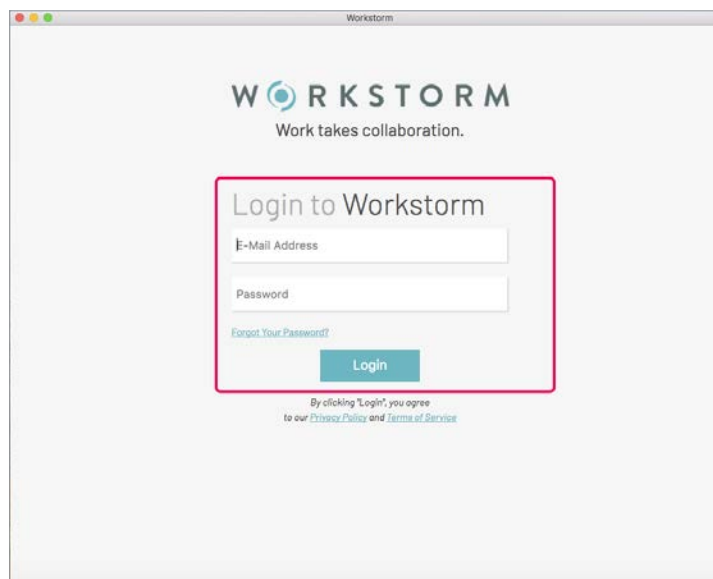 Workstorm
WORKSTORM
Work takes collaboration.
Login to Workstorm
E-Mail Address
Password
Forgot Your Password?
Login
By clicking "Login", you agree
to our Privacy Policy and Terms of Service